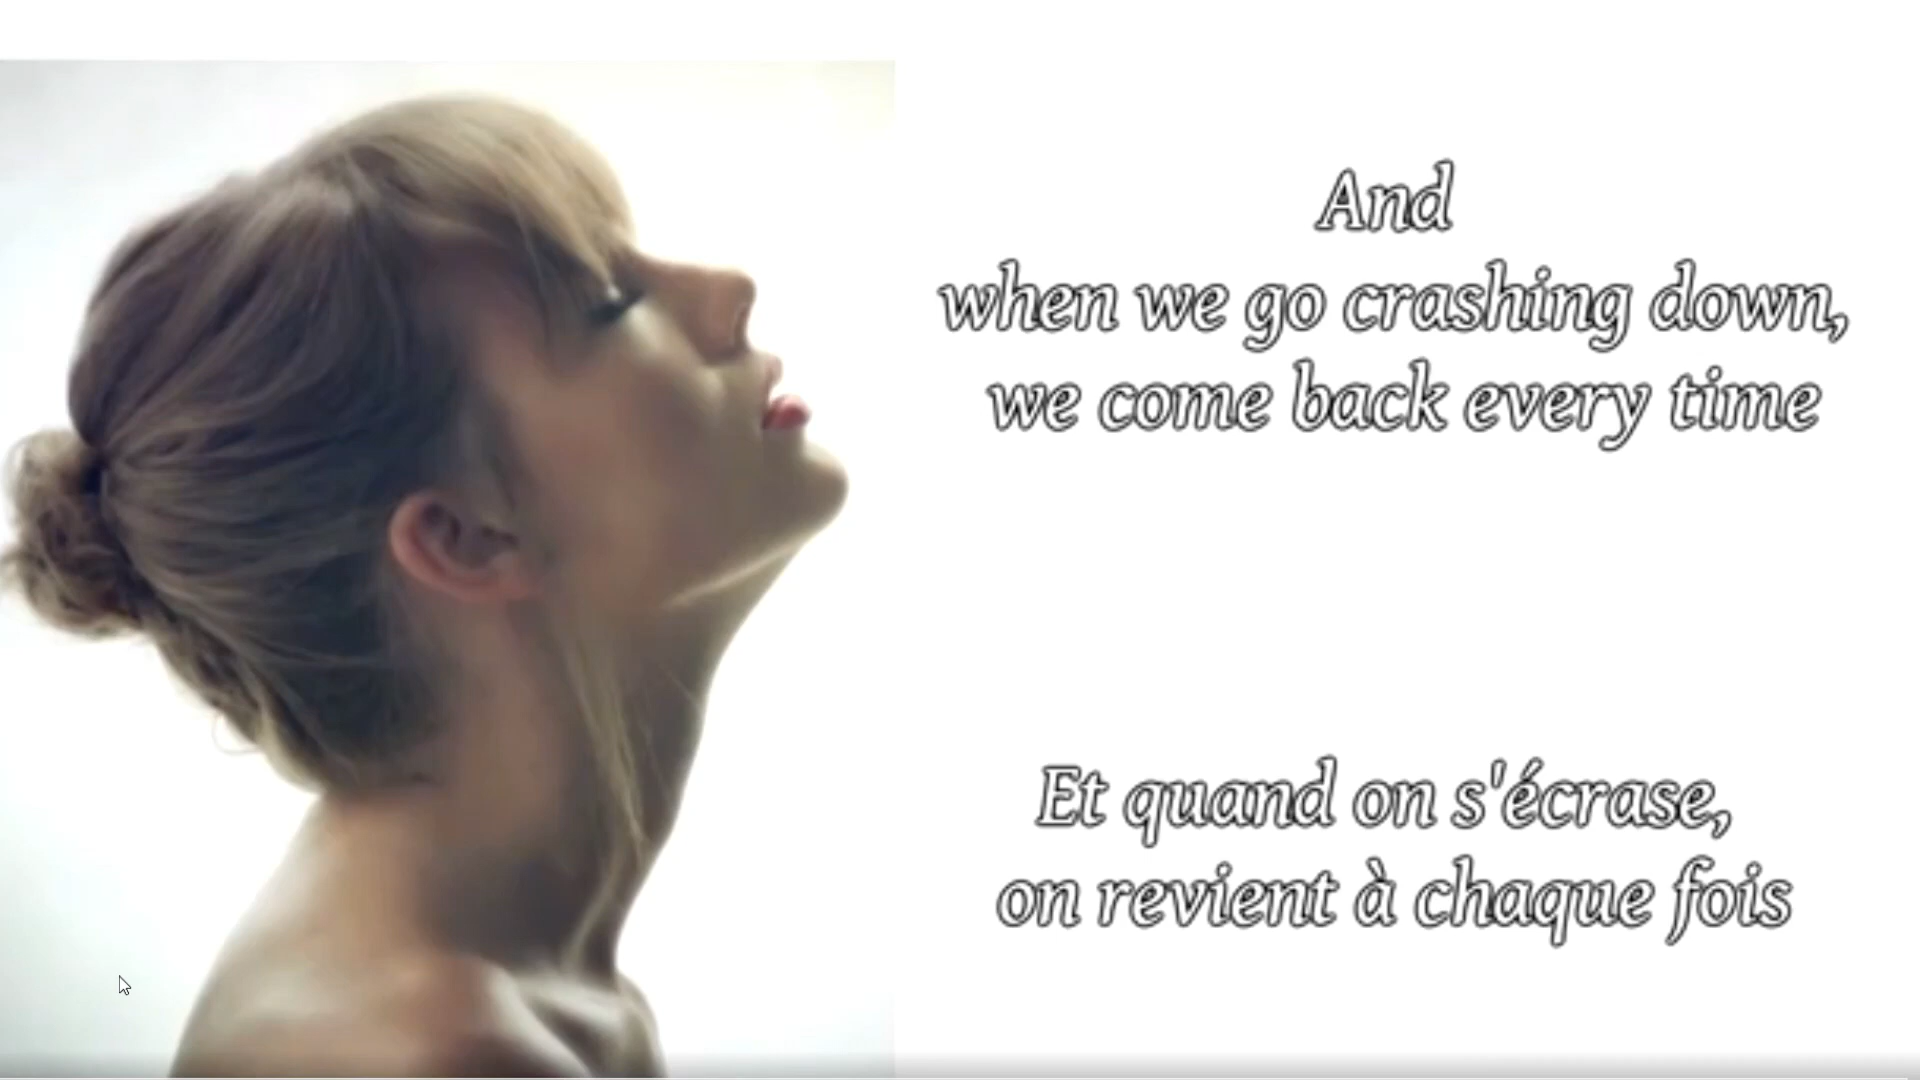 And
when we go crashing down,
we come back every time
Et quand on s'écrase,
on revient à chaque fois